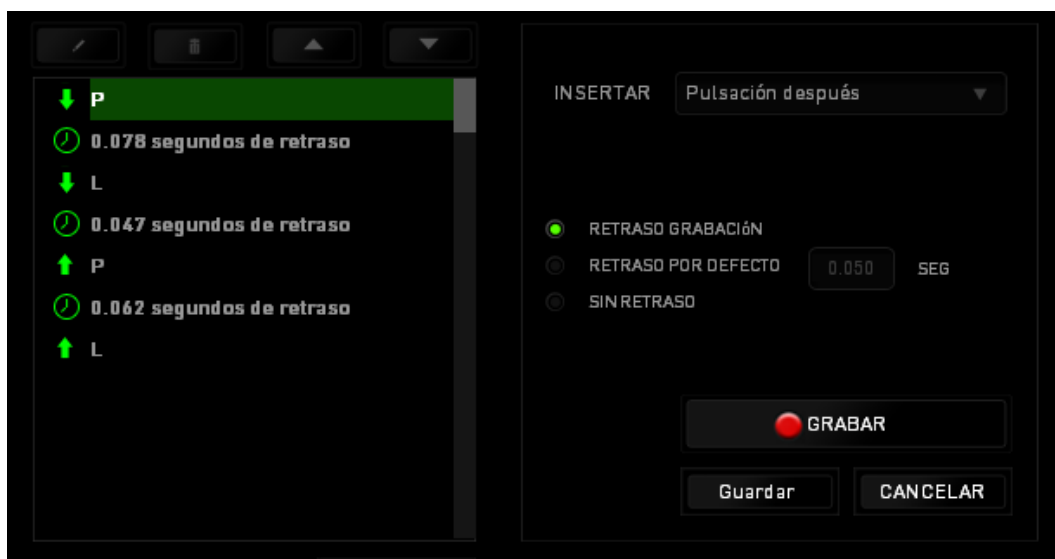 P
0.078 segundos de retraso
L
0.047 segundos de retraso
P
0.062 segundos de retraso
L
INSERTAR Pulsación después
RETRASO GRABACIóN
RETRASO POR DEFECTO 0.050 SEG
SIN RETRASO
GRABAR
Guardar CANCELAR